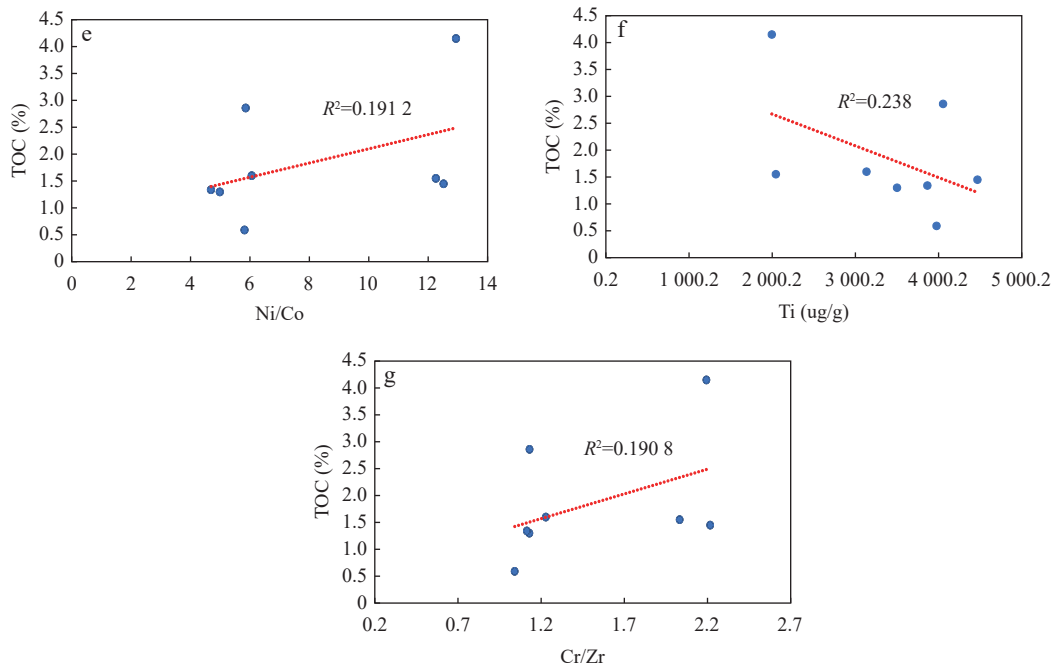 e
4.5
4.0
3.5
3.0
2.5
2.0
1.5
1.0
0.5
0
TOC (%)
R²=0.191 2
0 2 4 6 8 10 12 14
Ni/Co
f
4.5
4.0
3.5
3.0
2.5
2.0
1.5
1.0
0.5
0
TOC (%)
R²=0.238
0.2 1 000.2 2 000.2 3 000.2 4 000.2 5 000.2
Ti (ug/g)
g
4.5
4.0
3.5
3.0
2.5
2.0
1.5
1.0
0.5
0
TOC (%)
R²=0.190 8
0.2 0.7 1.2 1.7 2.2 2.7
Cr/Zr